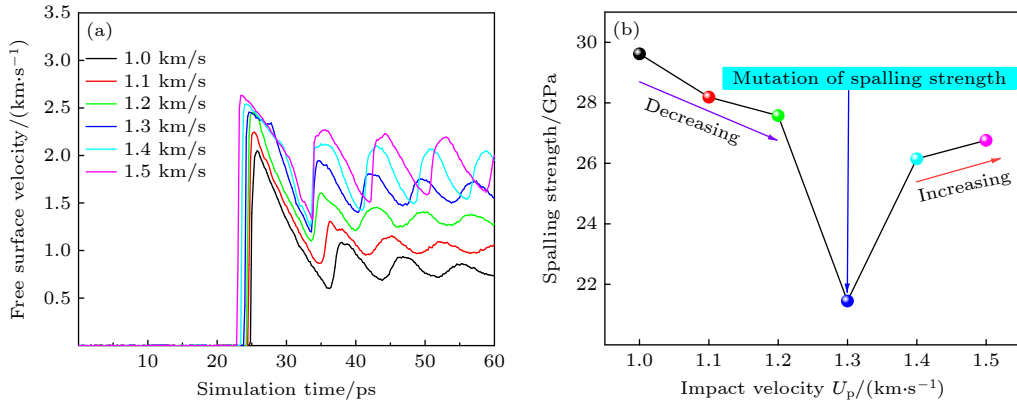 (a)
Free surface velocity/(km·s⁻¹)
3.5
3.0
2.5
2.0
1.5
1.0
0.5
1.0 km/s
1.1 km/s
1.2 km/s
1.3 km/s
1.4 km/s
1.5 km/s
10 20 30 40 50 60
Simulation time/ps
(b)
Spalling strength/GPa
30
28
26
24
22
Mutation of spalling strength
Decreasing
Increasing
1.0 1.1 1.2 1.3 1.4 1.5
Impact velocity Uₚ/(km·s⁻¹)